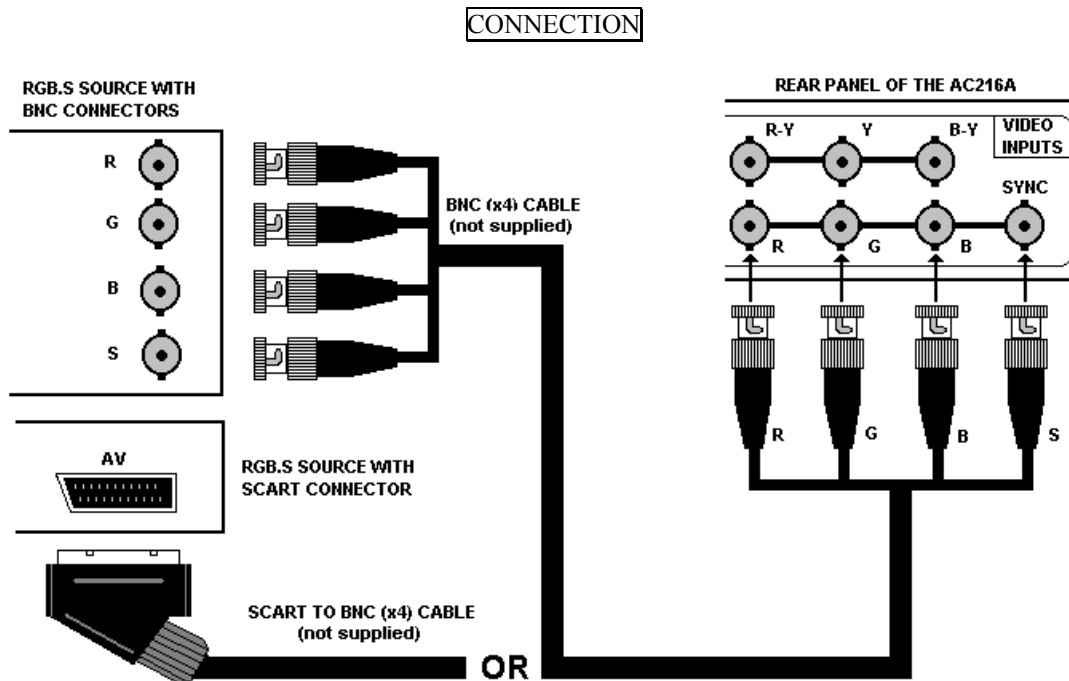 CONNECTION
RGB.S SOURCE WITH
BNC CONNECTORS
R
G
B
S
BNC (x4) CABLE
(not supplied)
REAR PANEL OF THE AC216A
R-Y Y B-Y
VIDEO
INPUTS
SYNC
R G B
R G B S
AV
RGB.S SOURCE WITH
SCART CONNECTOR
SCART TO BNC (x4) CABLE
(not supplied)
OR